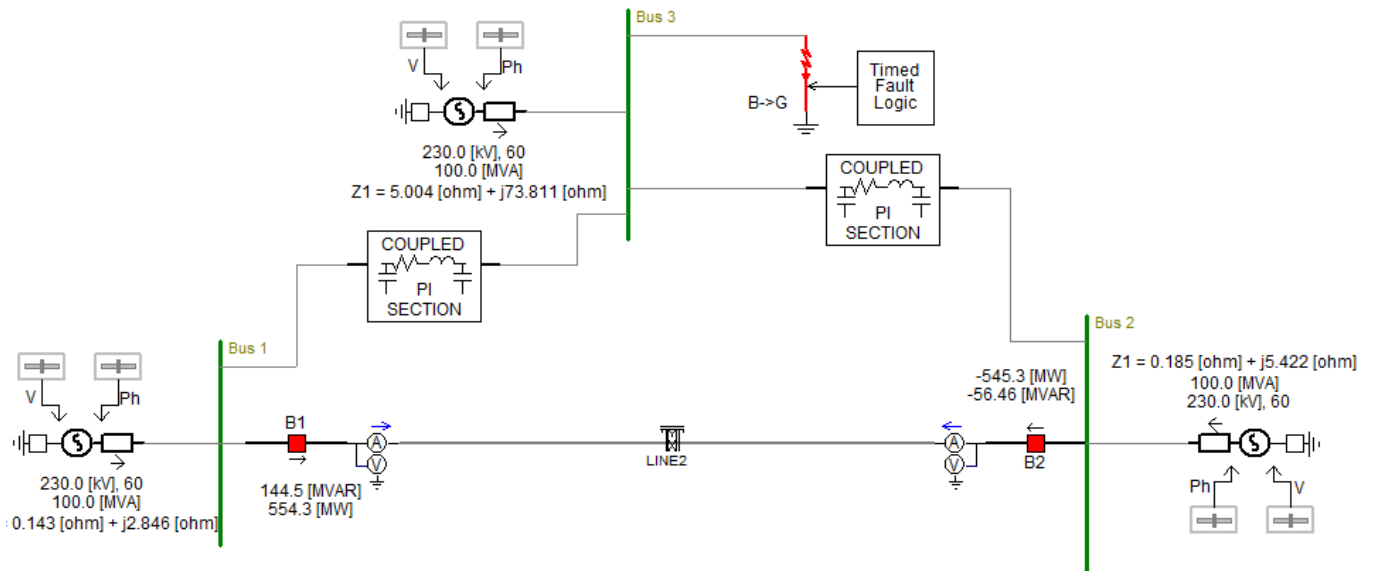 Bus 3
V
Ph
Timed
Fault
Logic
B->G
230.0 [kV], 60
100.0 [MVA]
Z1 = 5.004 [ohm] + j73.811 [ohm]
COUPLED
PI
SECTION
COUPLED
PI
SECTION
Bus 1
Bus 2
V
Ph
-545.3 [MW]
-56.46 [MVAR]
Z1 = 0.185 [ohm] + j5.422 [ohm]
100.0 [MVA]
230.0 [kV], 60
B1
A
V
LINE2
A
V
B2
230.0 [kV], 60
100.0 [MVA]
0.143 [ohm] + j2.846 [ohm]
144.5 [MVAR]
554.3 [MW]
Ph
V